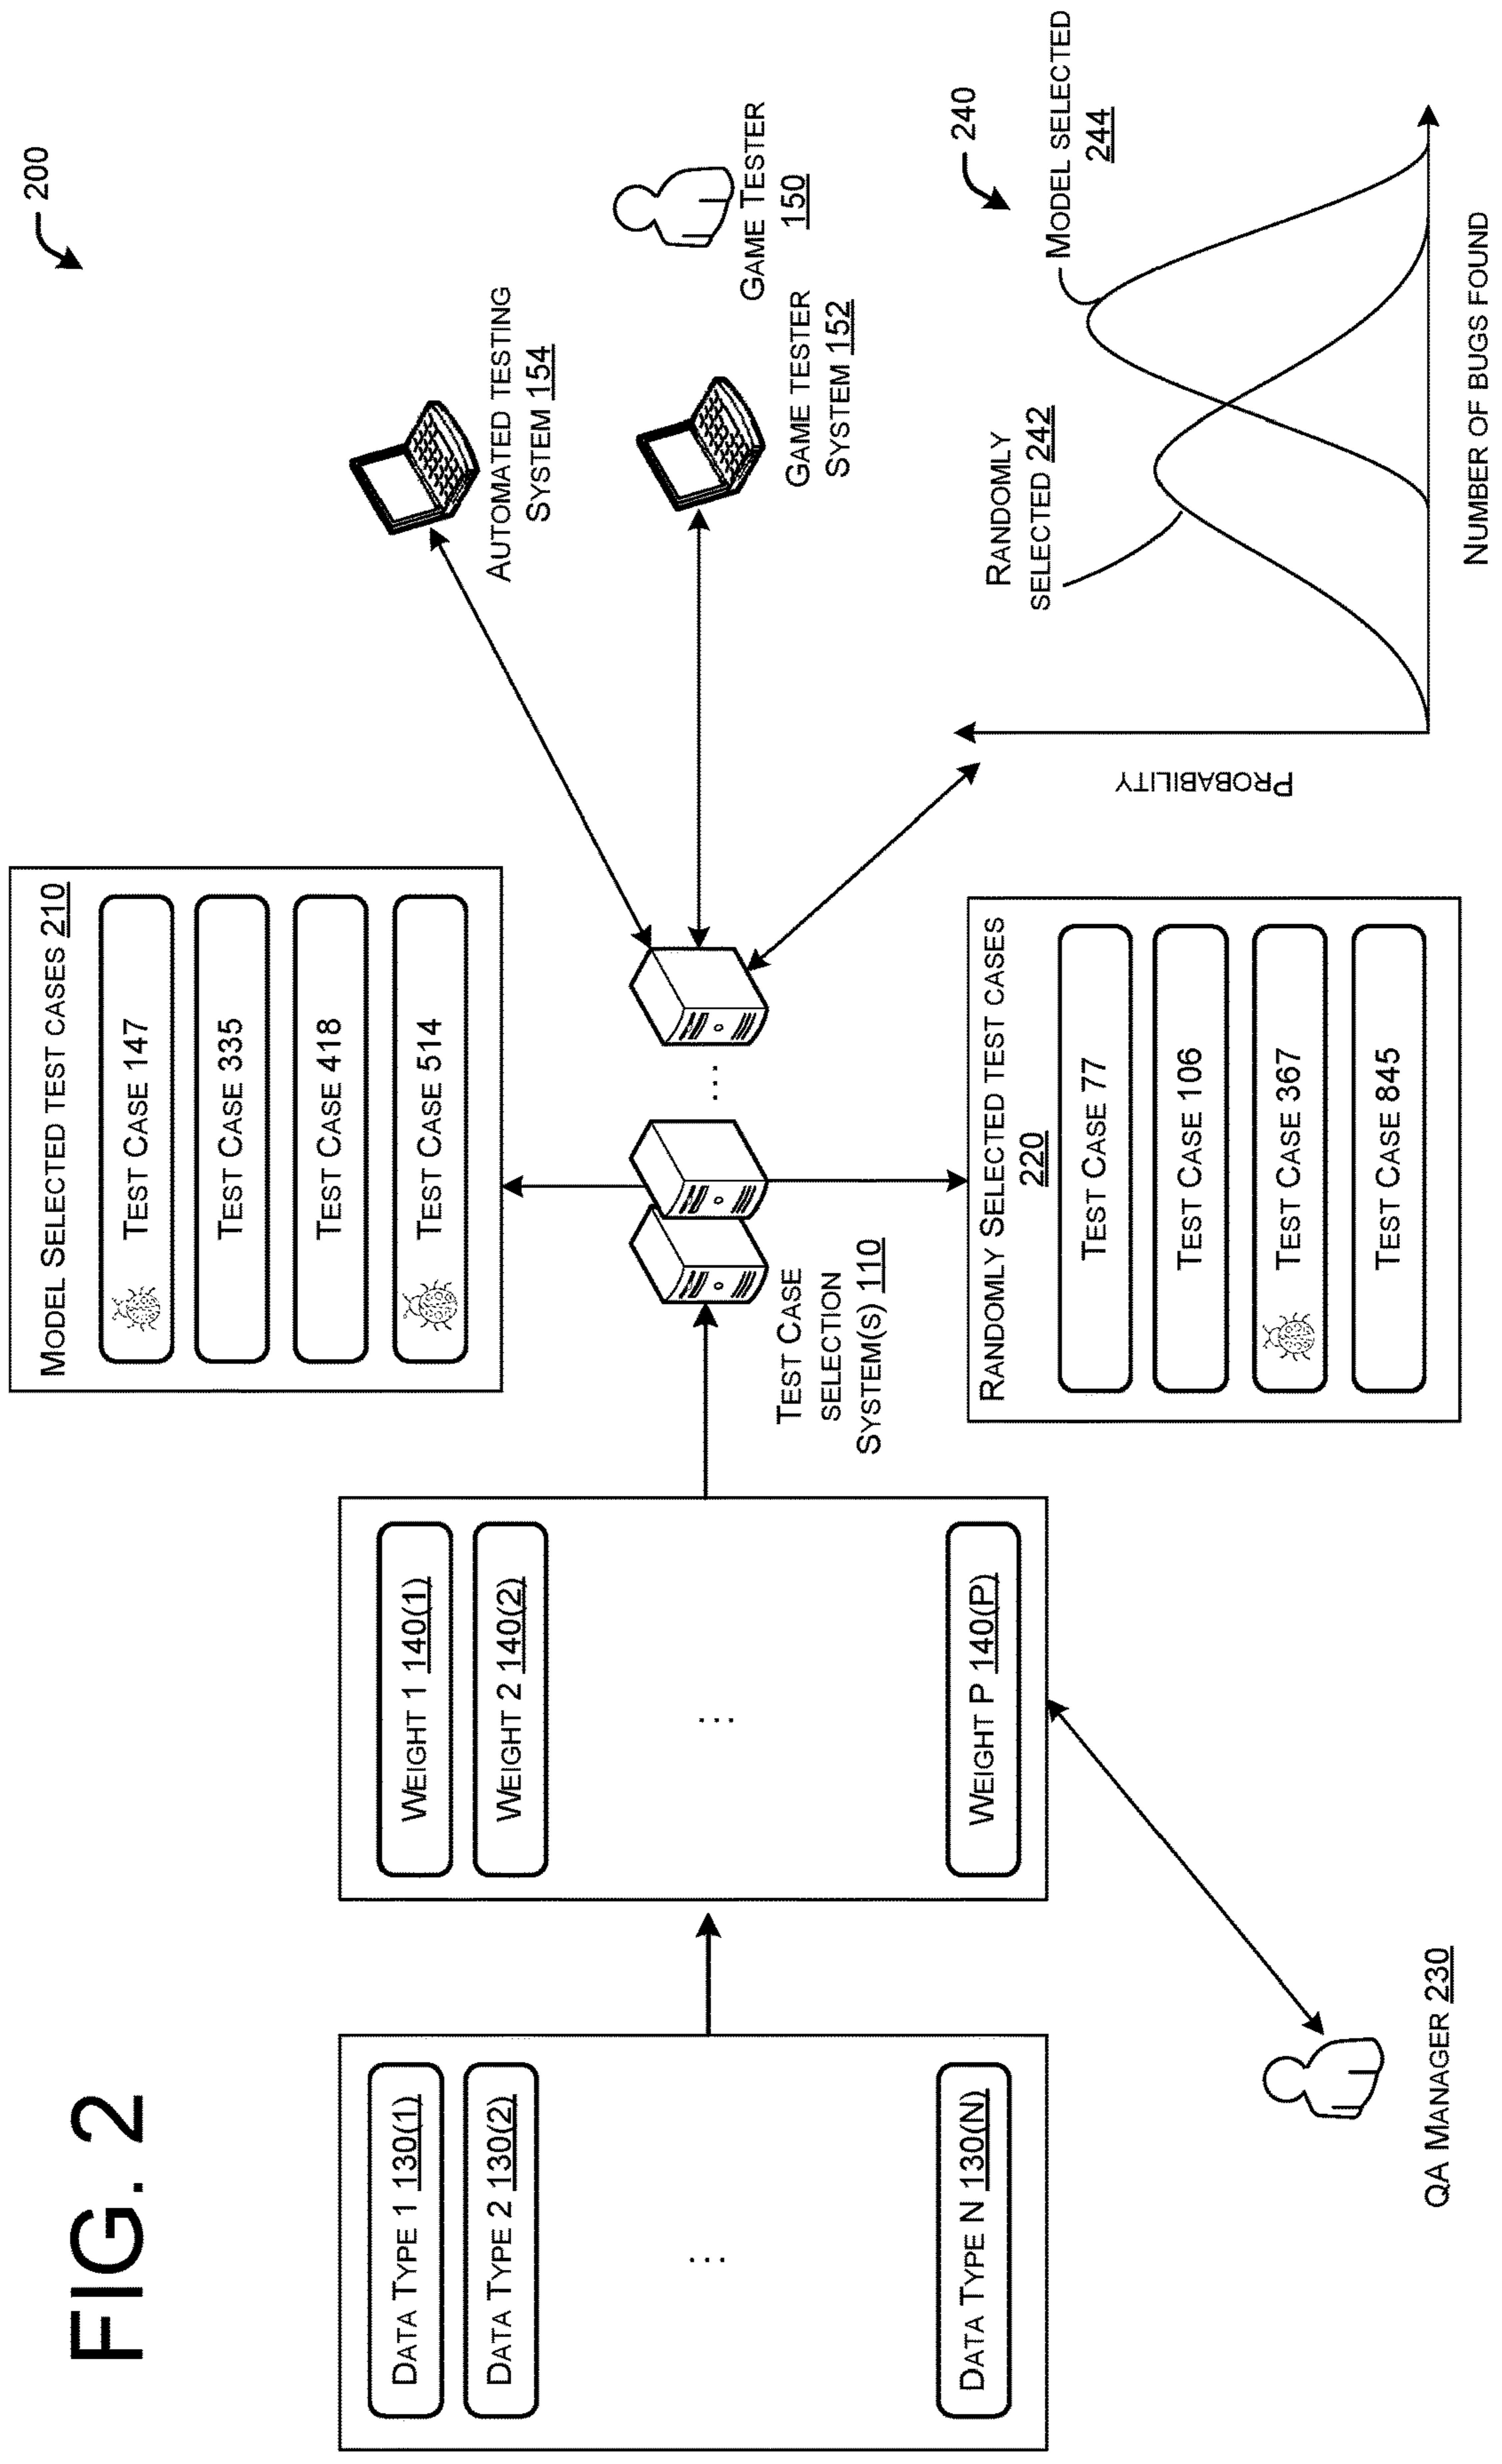 FIG. 2
200
DATA TYPE 1 130(1)
DATA TYPE 2 130(2)
...
DATA TYPE N 130(N)
WEIGHT 1 140(1)
WEIGHT 2 140(2)
...
WEIGHT P 140(P)
QA MANAGER 230
MODEL SELECTED TEST CASES 210
TEST CASE 147
TEST CASE 335
TEST CASE 418
TEST CASE 514
...
TEST CASE
SELECTION
SYSTEM(S) 110
RANDOMLY SELECTED TEST CASES
220
TEST CASE 77
TEST CASE 106
TEST CASE 367
TEST CASE 845
AUTOMATED TESTING
SYSTEM 154
GAME TESTER
SYSTEM 152
GAME TESTER
150
240
MODEL SELECTED
244
RANDOMLY
SELECTED 242
PROBABILITY
NUMBER OF BUGS FOUND